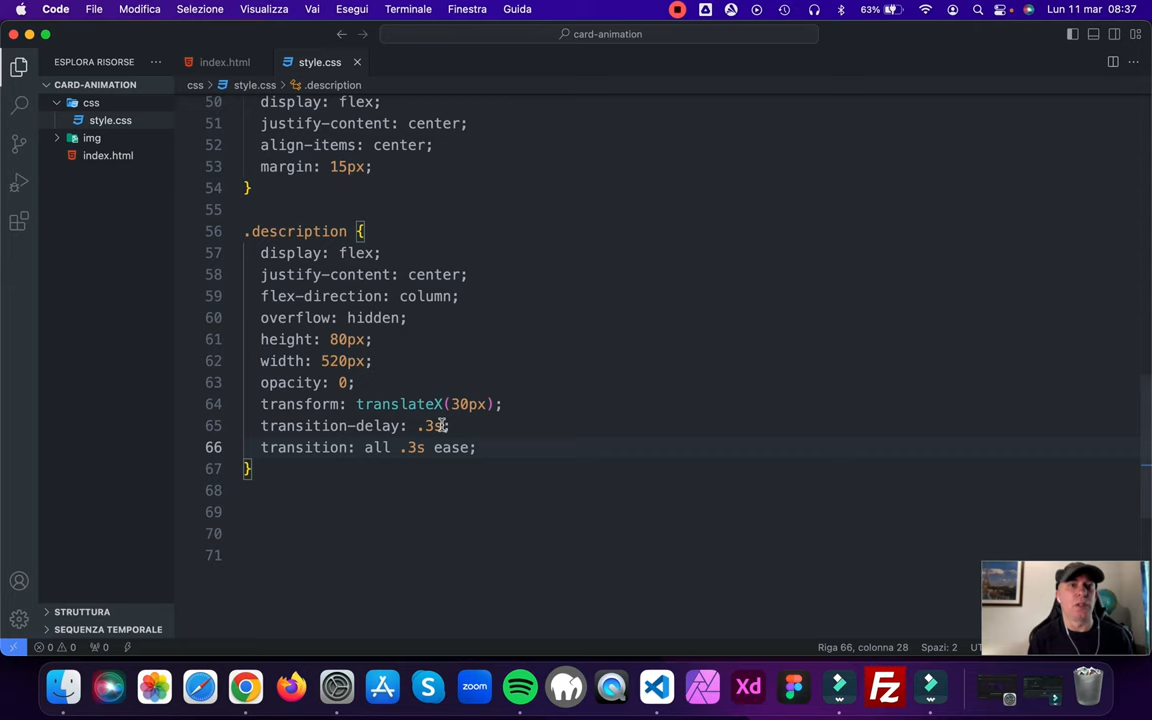 Code File Modifica Selezione Visualizza Vai Esegui Terminale Finestra Guida 63% Lun 11 mar 08:37
card-animation
ESPLORA RISORSE
index.html style.css
CARD-ANIMATION
css > style.css > .description
css
style.css
img
index.html
50 display: flex;
51 justify-content: center;
52 align-items: center;
53 margin: 15px;
54 }
55
56 .description {
57 display: flex;
58 justify-content: center;
59 flex-direction: column;
60 overflow: hidden;
61 height: 80px;
62 width: 520px;
63 opacity: 0;
64 transform: translateX(30px);
65 transition-delay: .3s;
66 transition: all .3s ease;
67 }
68
69
70
71
STRUTTURA
SEQUENZA TEMPORALE
0 0 0 Riga 66, colonna 28 Spazi: 2
zoom Xd Fz